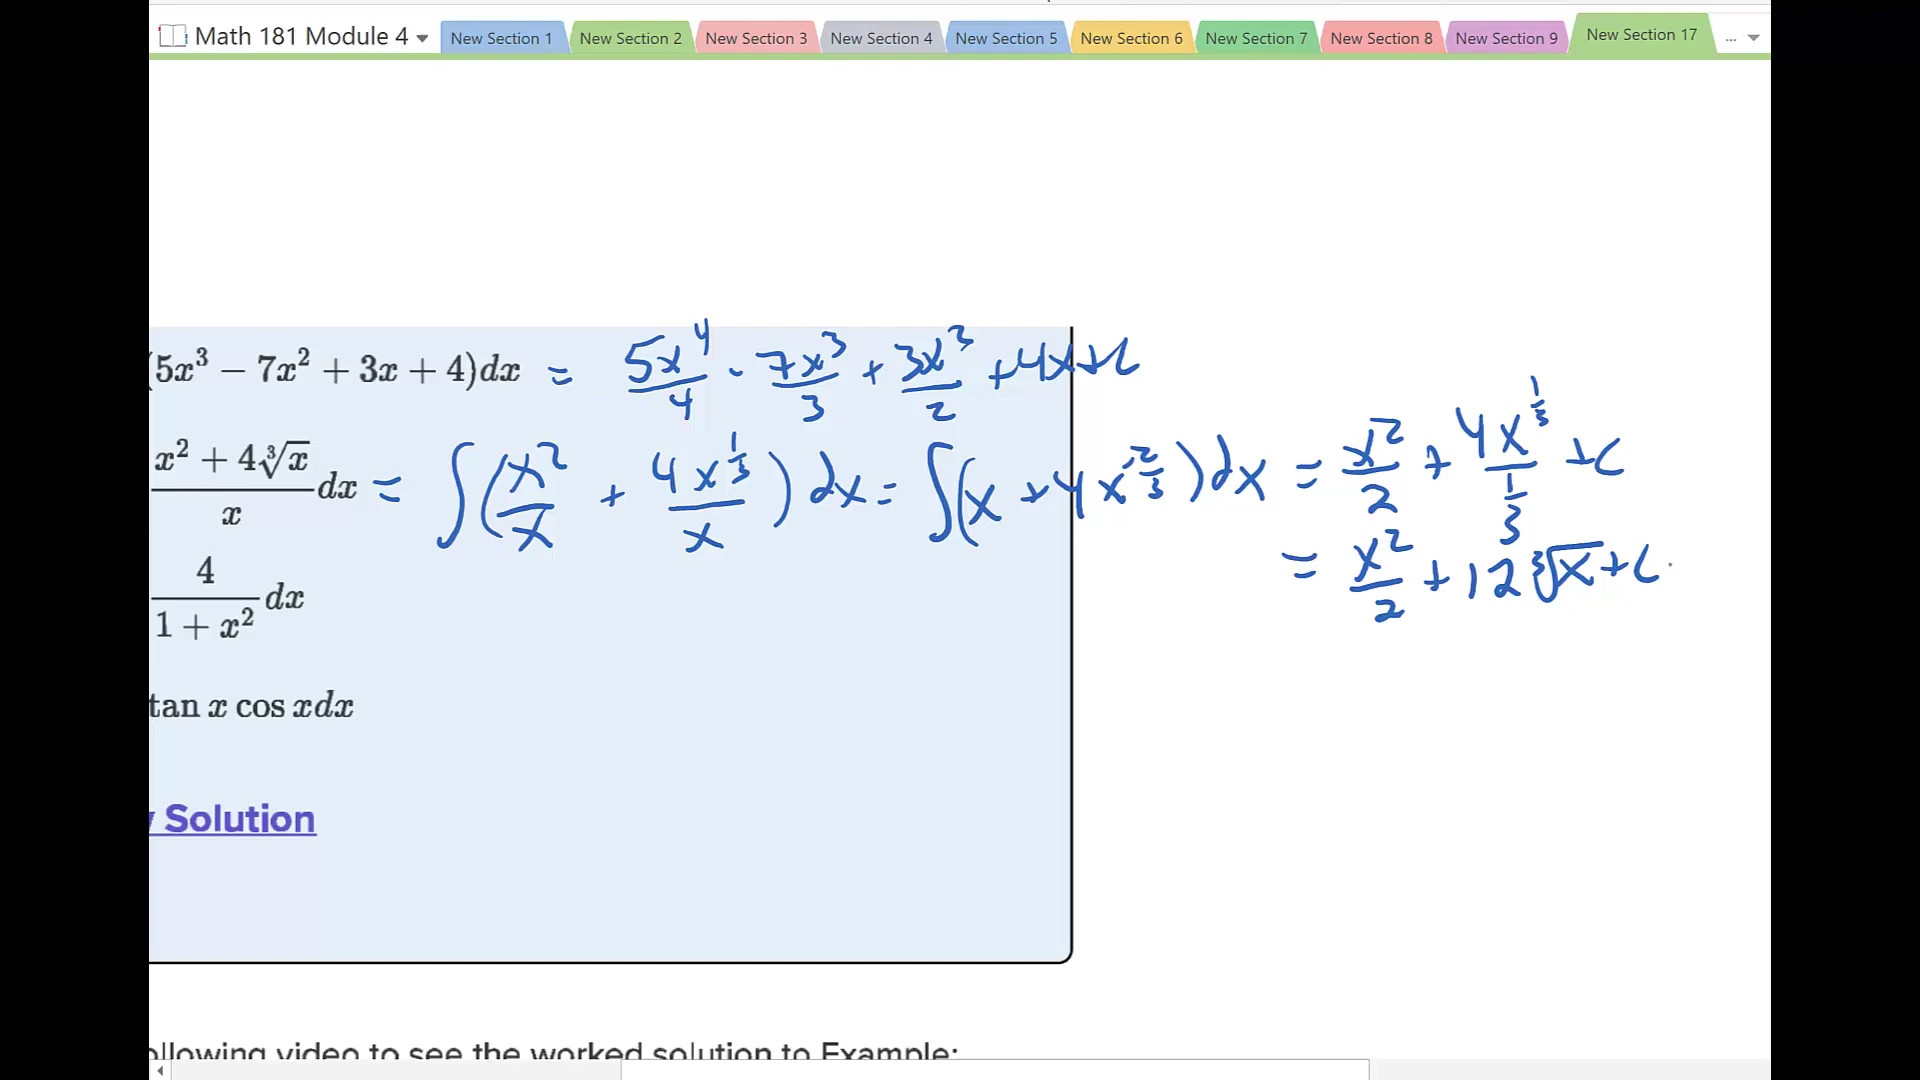 Math 181 Module 4 New Section 1 New Section 2 New Section 3 New Section 4 New Section 5 New Section 6 New Section 7 New Section 8 New Section 9 New Section 17 ...
(5x³ − 7x² + 3x + 4)dx = 5x⁴/4 - 7x³/3 + 3x³/2 + 4x + C
(x² + 4∛x)/x dx = ∫(x²/x + 4x^(1/3)/x) dx = ∫(x + 4x^(-2/3)) dx = x²/2 + 4x^(1/3)/(1/3) + C
= x²/2 + 12∛x + C
4/(1 + x²) dx
tan x cos xdx
Solution
ollowing video to see the worked solution to Example: